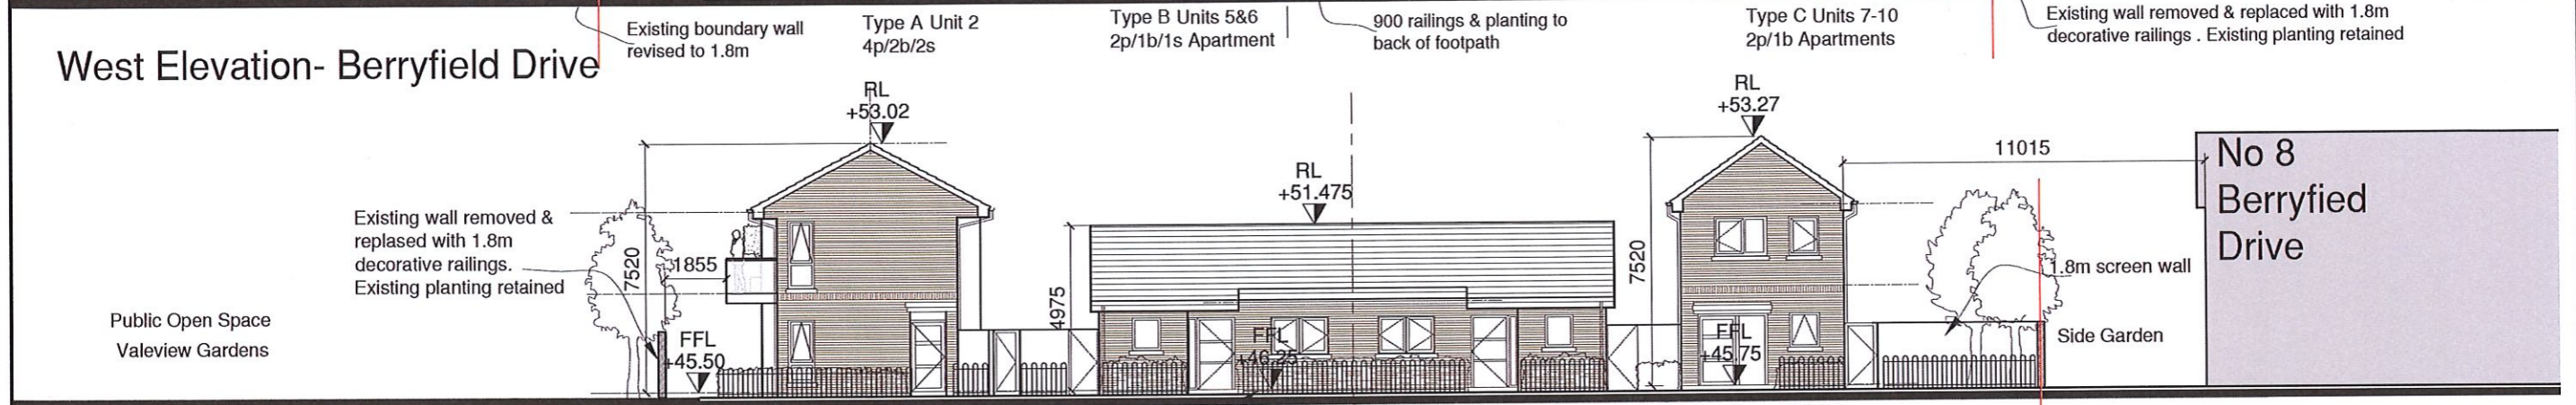 West Elevation- Berryfield Drive
Existing boundary wall
revised to 1.8m
Type A Unit 2
4p/2b/2s
Type B Units 5&6
2p/1b/1s Apartment
900 railings & planting to
back of footpath
Type C Units 7-10
2p/1b Apartments
Existing wall removed & replaced with 1.8m
decorative railings . Existing planting retained
RL
+53.02
RL
+51.475
RL
+53.27
11015
No 8
Berryfied
Drive
Existing wall removed &
replased with 1.8m
decorative railings.
Existing planting retained
7520
1855
4975
7520
1.8m screen wall
Public Open Space
Valeview Gardens
FFL
+45.50
FFL
+46.25
FFL
+45.75
Side Garden